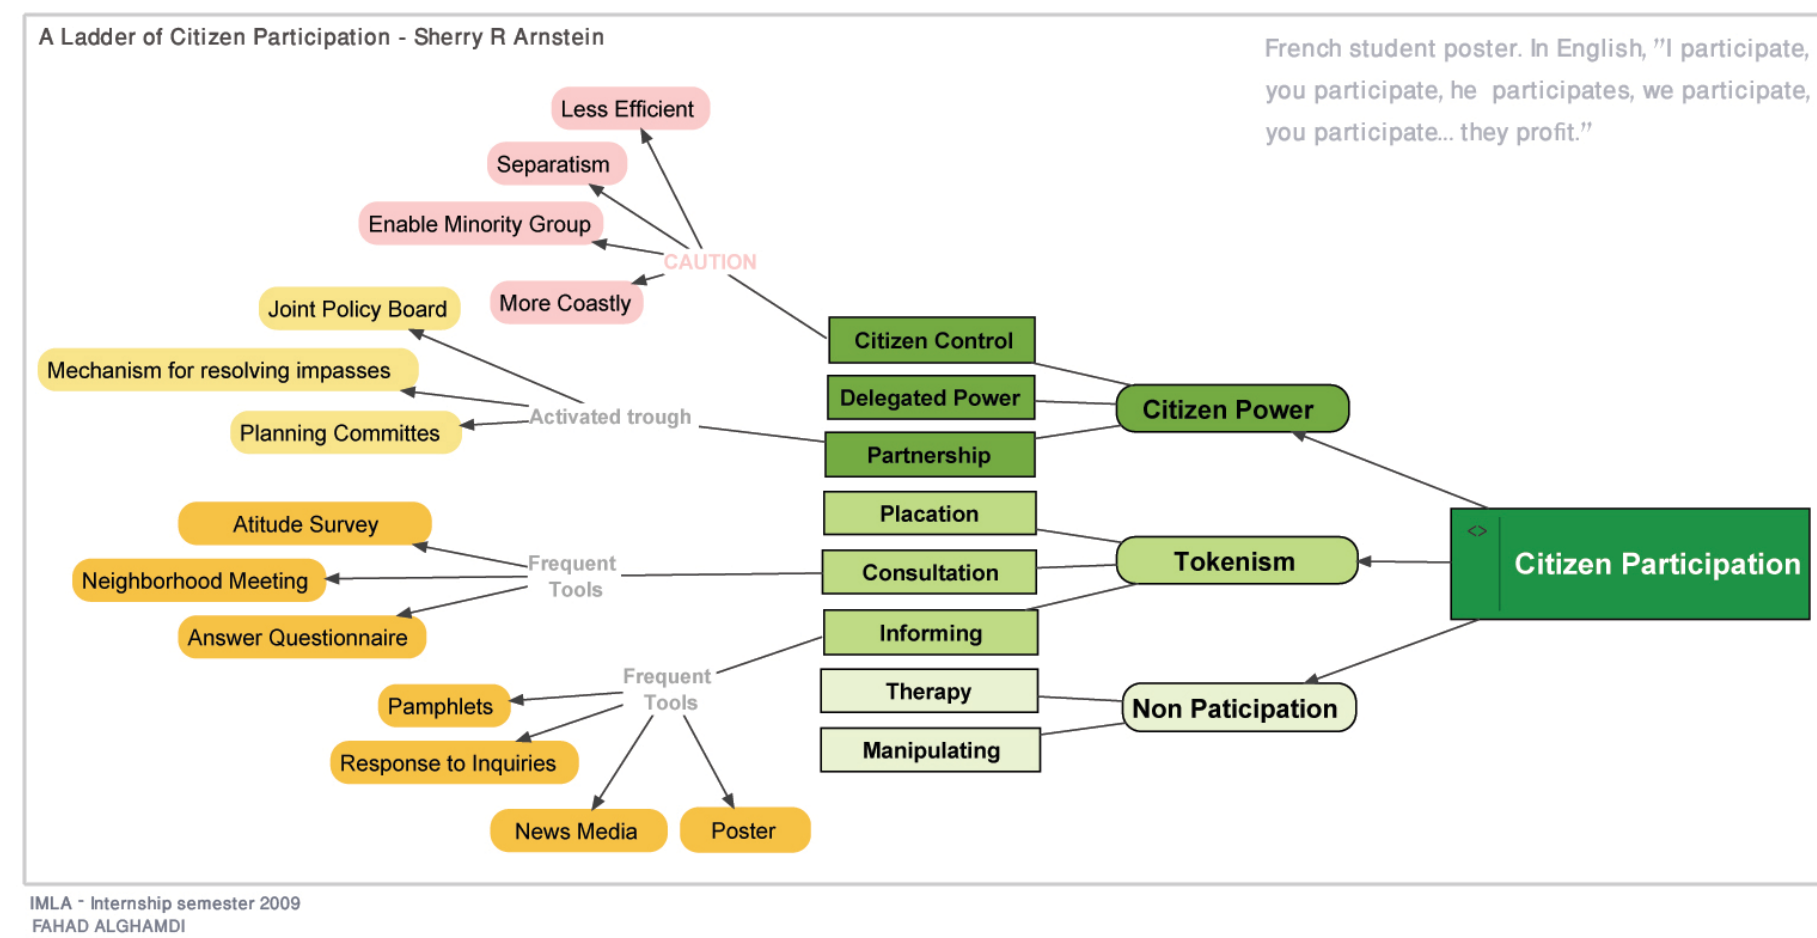 A Ladder of Citizen Participation - Sherry R Arnstein
French student poster. In English, ”I participate,
you participate, he participates, we participate,
you participate... they profit.”
Less Efficient
Separatism
Enable Minority Group
CAUTION
More Coastly
Joint Policy Board
Mechanism for resolving impasses
Activated trough
Planning Committes
Citizen Control
Delegated Power
Citizen Power
Partnership
Placation
Atitude Survey
Frequent
Tools
Neighborhood Meeting
Consultation
Tokenism
<>
Citizen Participation
Answer Questionnaire
Informing
Frequent
Tools
Therapy
Non Paticipation
Pamphlets
Manipulating
Response to Inquiries
News Media
Poster
IMLA - Internship semester 2009
FAHAD ALGHAMDI